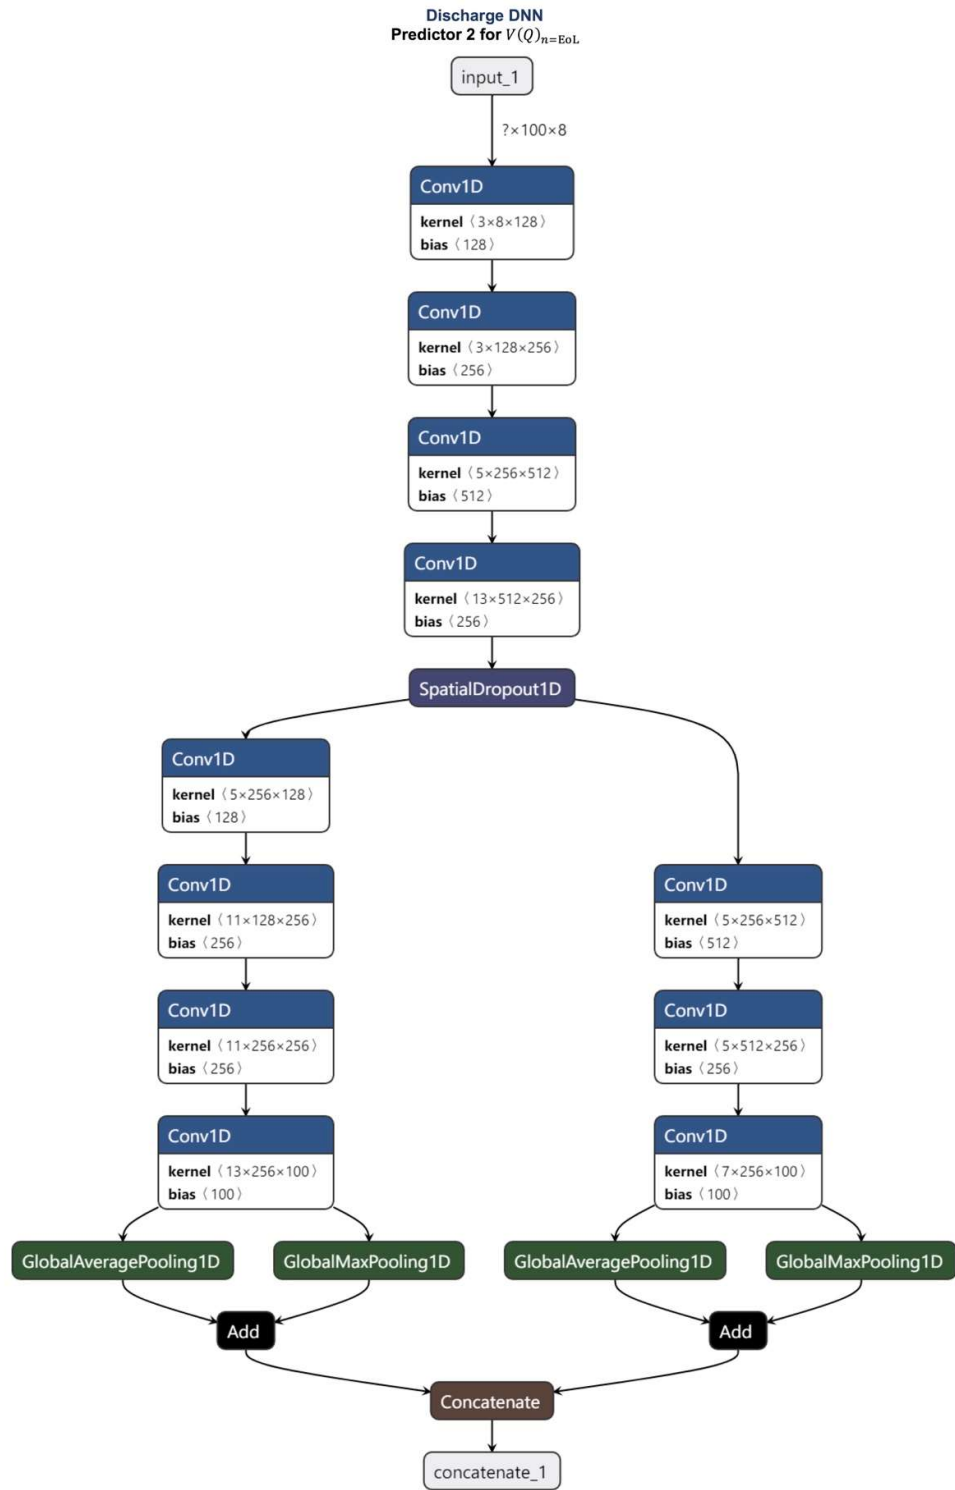 Discharge DNN
Predictor 2 for V(Q)ₙ₌EoL
input_1
?×100×8
Conv1D
kernel ⟨3×8×128⟩
bias ⟨128⟩
Conv1D
kernel ⟨3×128×256⟩
bias ⟨256⟩
Conv1D
kernel ⟨5×256×512⟩
bias ⟨512⟩
Conv1D
kernel ⟨13×512×256⟩
bias ⟨256⟩
SpatialDropout1D
Conv1D
kernel ⟨5×256×128⟩
bias ⟨128⟩
Conv1D
kernel ⟨11×128×256⟩
bias ⟨256⟩
Conv1D
kernel ⟨5×256×512⟩
bias ⟨512⟩
Conv1D
kernel ⟨11×256×256⟩
bias ⟨256⟩
Conv1D
kernel ⟨5×512×256⟩
bias ⟨256⟩
Conv1D
kernel ⟨13×256×100⟩
bias ⟨100⟩
Conv1D
kernel ⟨7×256×100⟩
bias ⟨100⟩
GlobalAveragePooling1D
GlobalMaxPooling1D
GlobalAveragePooling1D
GlobalMaxPooling1D
Add
Add
Concatenate
concatenate_1